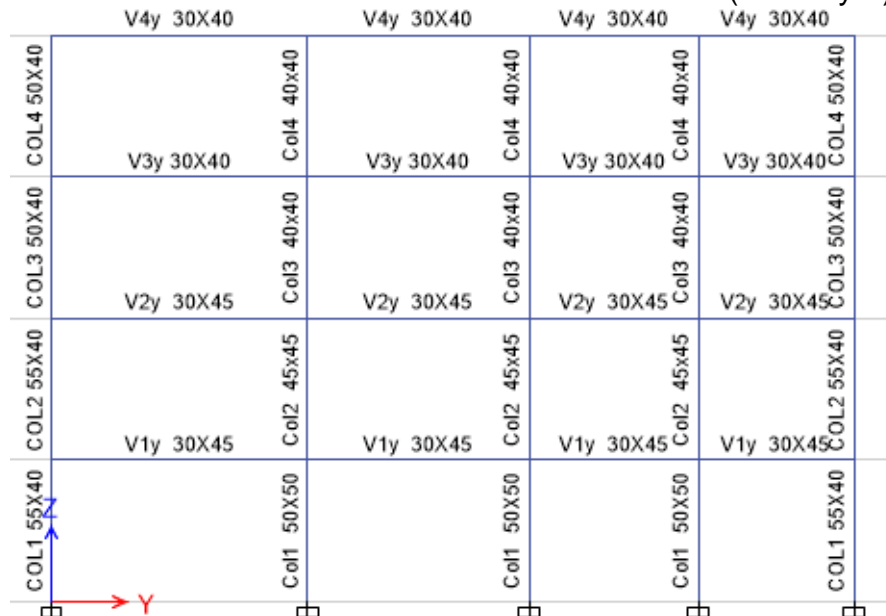 V4y 30X40 V4y 30X40 V4y 30X40 V4y 30X40
COL4 50X40 Col4 40x40 Col4 40x40 Col4 40x40 COL4 50X40
V3y 30X40 V3y 30X40 V3y 30X40 V3y 30X40
COL3 50X40 Col3 40x40 Col3 40x40 Col3 40x40 COL3 50X40
V2y 30X45 V2y 30X45 V2y 30X45 V2y 30X45
COL2 55X40 Col2 45x45 Col2 45x45 Col2 45x45 COL2 55X40
V1y 30X45 V1y 30X45 V1y 30X45 V1y 30X45
COL1 55X40 Col1 50X50 Col1 50X50 Col1 50X50 COL1 55X40
Z
Y